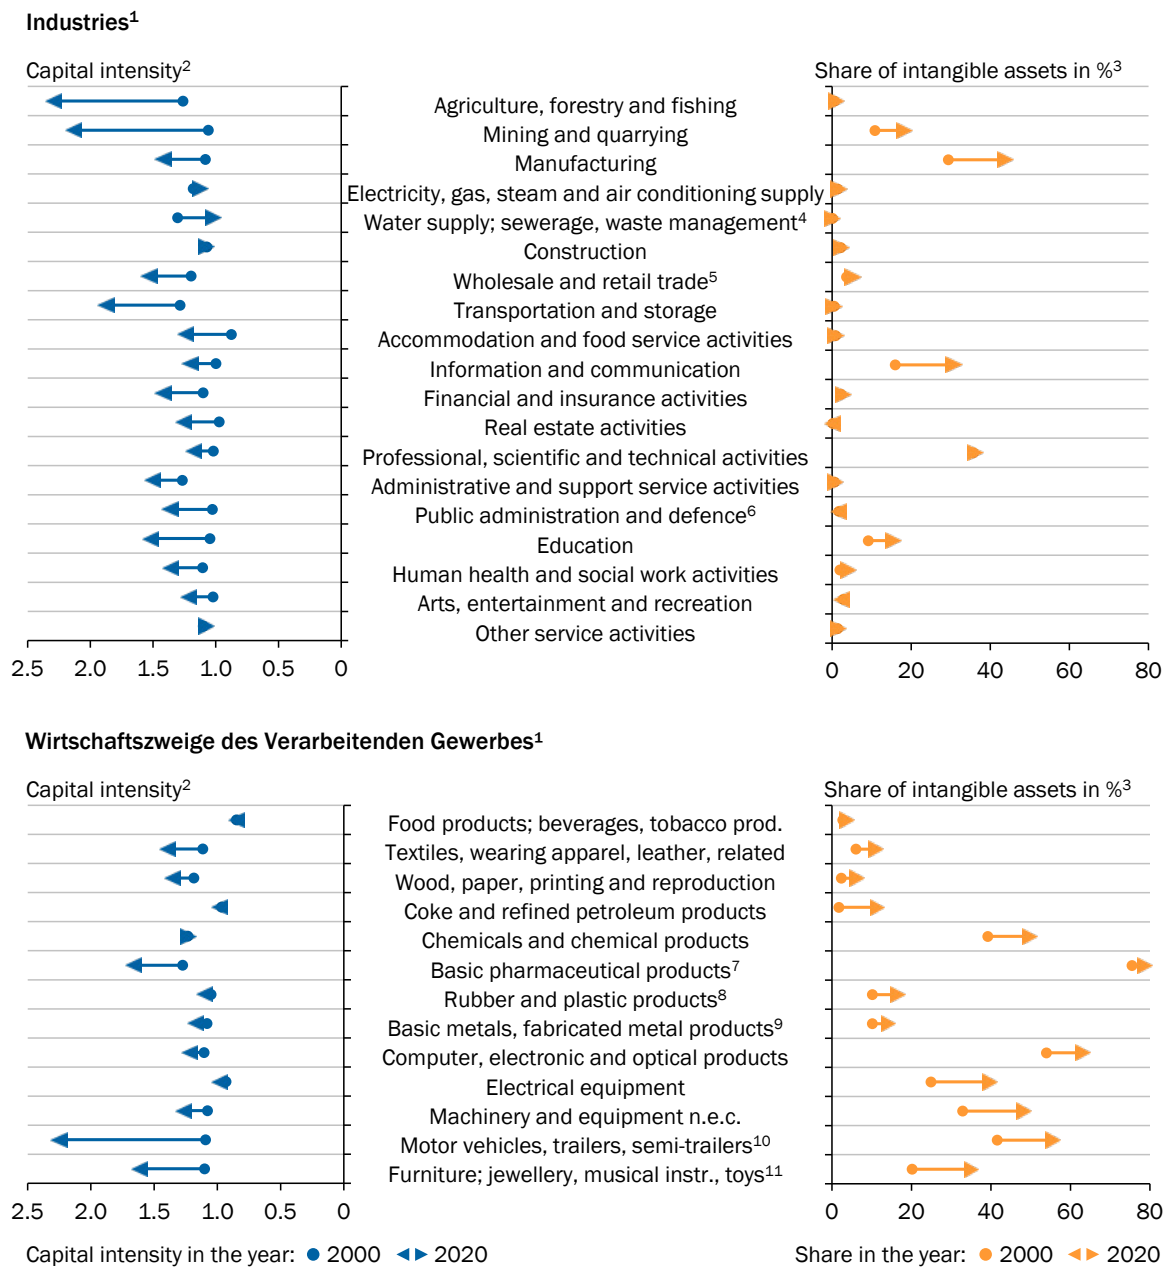 Industries¹
Capital intensity²
Share of intangible assets in %³
Agriculture, forestry and fishing
Mining and quarrying
Manufacturing
Electricity, gas, steam and air conditioning supply
Water supply; sewerage, waste management⁴
Construction
Wholesale and retail trade⁵
Transportation and storage
Accommodation and food service activities
Information and communication
Financial and insurance activities
Real estate activities
Professional, scientific and technical activities
Administrative and support service activities
Public administration and defence⁶
Education
Human health and social work activities
Arts, entertainment and recreation
Other service activities
2.5 2.0 1.5 1.0 0.5 0
0 20 40 60 80
Wirtschaftszweige des Verarbeitenden Gewerbes¹
Capital intensity²
Share of intangible assets in %³
Food products; beverages, tobacco prod.
Textiles, wearing apparel, leather, related
Wood, paper, printing and reproduction
Coke and refined petroleum products
Chemicals and chemical products
Basic pharmaceutical products⁷
Rubber and plastic products⁸
Basic metals, fabricated metal products⁹
Computer, electronic and optical products
Electrical equipment
Machinery and equipment n.e.c.
Motor vehicles, trailers, semi-trailers¹⁰
Furniture; jewellery, musical instr., toys¹¹
2.5 2.0 1.5 1.0 0.5 0
0 20 40 60 80
Capital intensity in the year: 2000 2020
Share in the year: 2000 2020